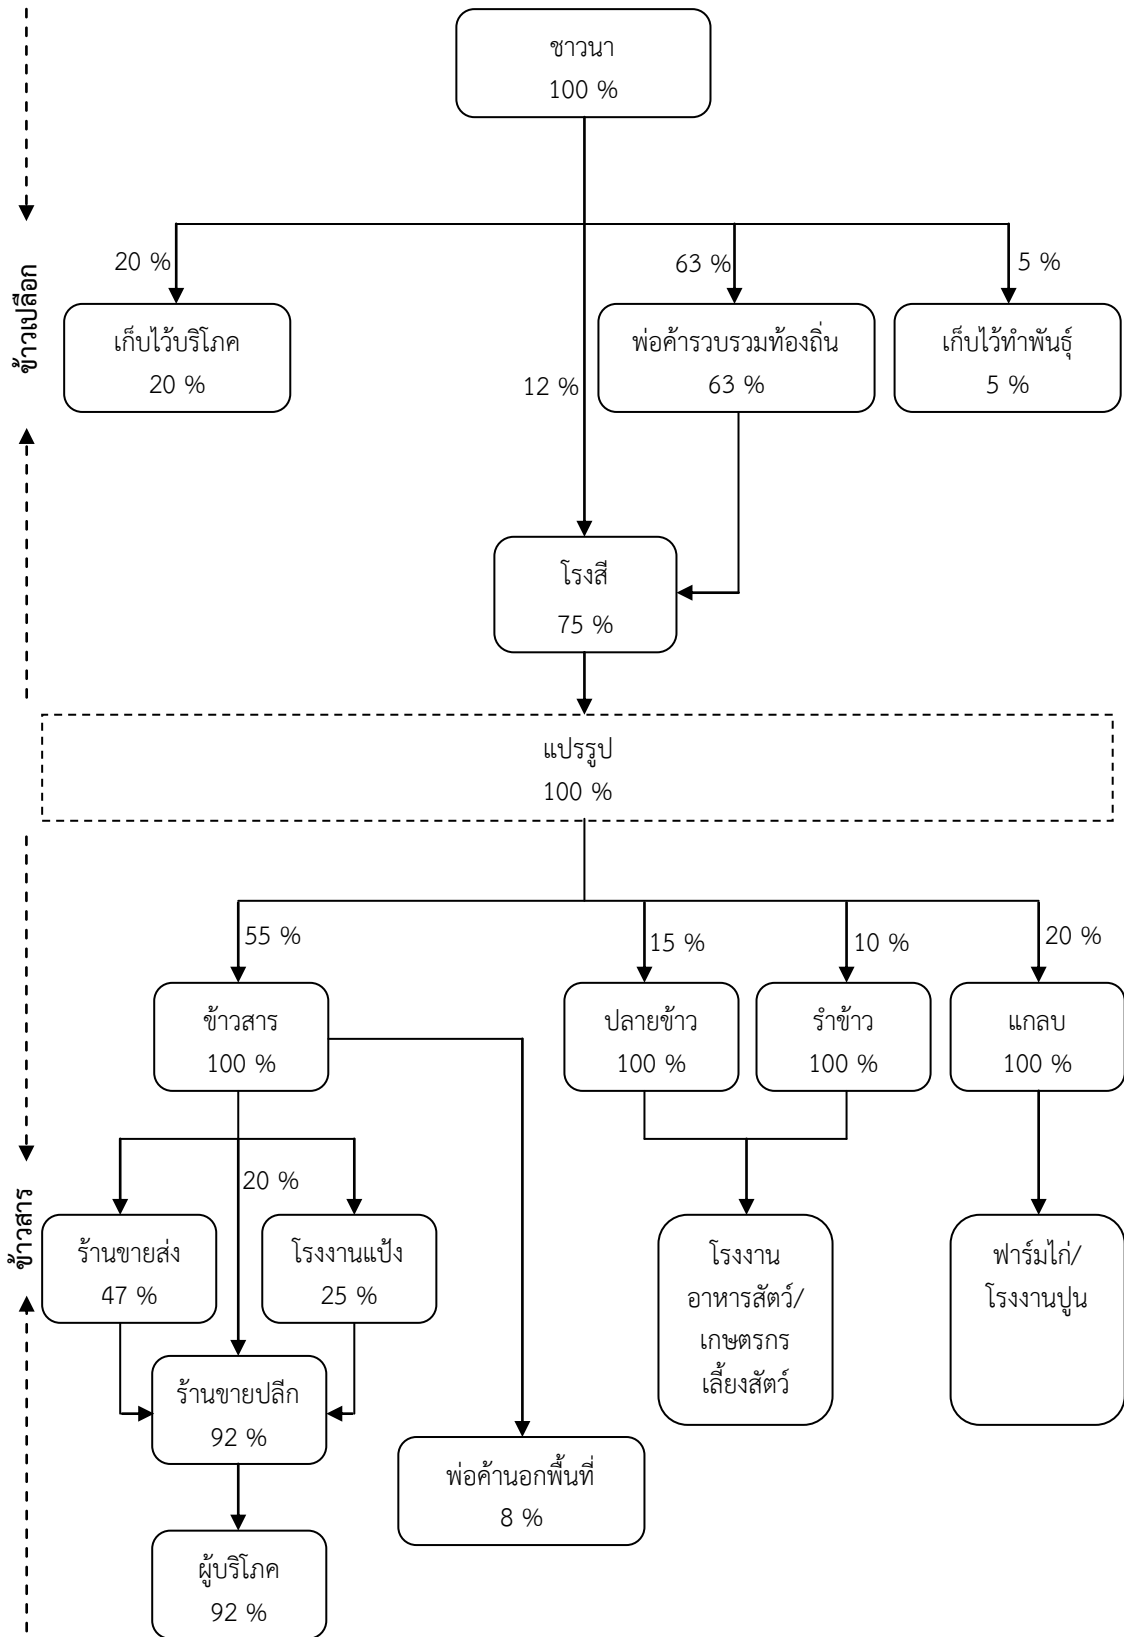 ชาวนา
100 %
20 %
63 %
5 %
ข้าวเปลือก
เก็บไว้บริโภค
20 %
พ่อค้ารวบรวมท้องถิ่น
63 %
เก็บไว้ทำพันธุ์
5 %
12 %
โรงสี
75 %
แปรรูป
100 %
55 %
15 %
10 %
20 %
ข้าวสาร
100 %
ปลายข้าว
100 %
รำข้าว
100 %
แกลบ
100 %
20 %
ข้าวสาร
ร้านขายส่ง
47 %
โรงงานแป้ง
25 %
โรงงาน
อาหารสัตว์/
เกษตรกร
เลี้ยงสัตว์
ฟาร์มไก่/
โรงงานปูน
ร้านขายปลีก
92 %
พ่อค้านอกพื้นที่
8 %
ผู้บริโภค
92 %